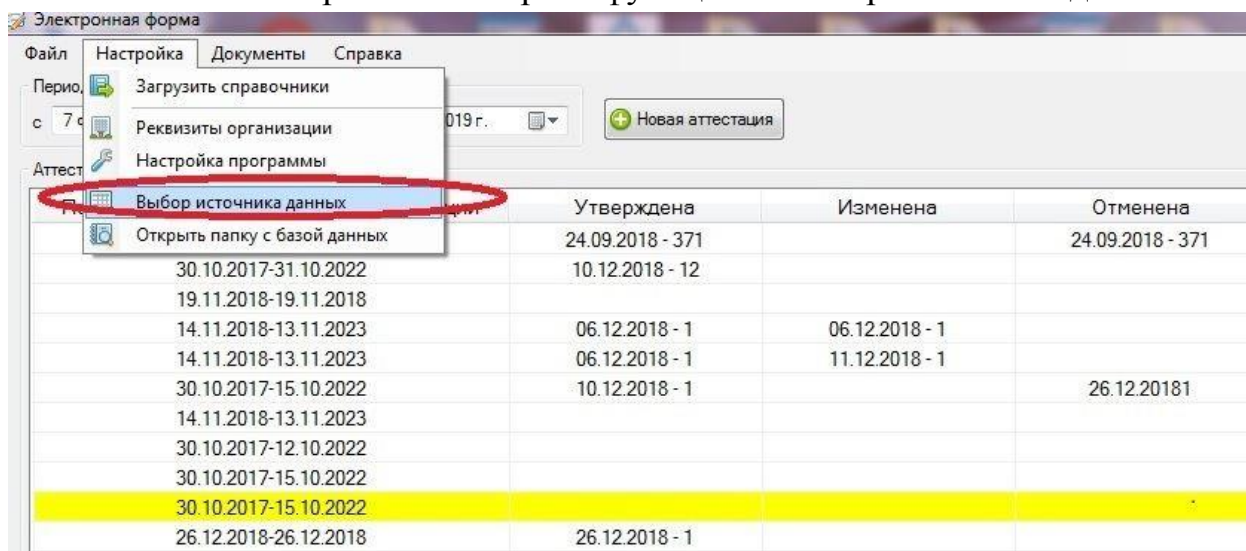 Электронная форма
Файл Настройка Документы Справка
Загрузить справочники
с 7 019 г. Новая аттестация
Реквизиты организации
Настройка программы
Выбор источника данных
Утверждена Изменена Отменена
Открыть папку с базой данных
24.09.2018 - 371 24.09.2018 - 371
30.10.2017-31.10.2022 10.12.2018 - 12
19.11.2018-19.11.2018
14.11.2018-13.11.2023 06.12.2018 - 1 06.12.2018 - 1
14.11.2018-13.11.2023 06.12.2018 - 1 11.12.2018 - 1
30.10.2017-15.10.2022 10.12.2018 - 1 26.12.20181
14.11.2018-13.11.2023
30.10.2017-12.10.2022
30.10.2017-15.10.2022
30.10.2017-15.10.2022
26.12.2018-26.12.2018 26.12.2018 - 1